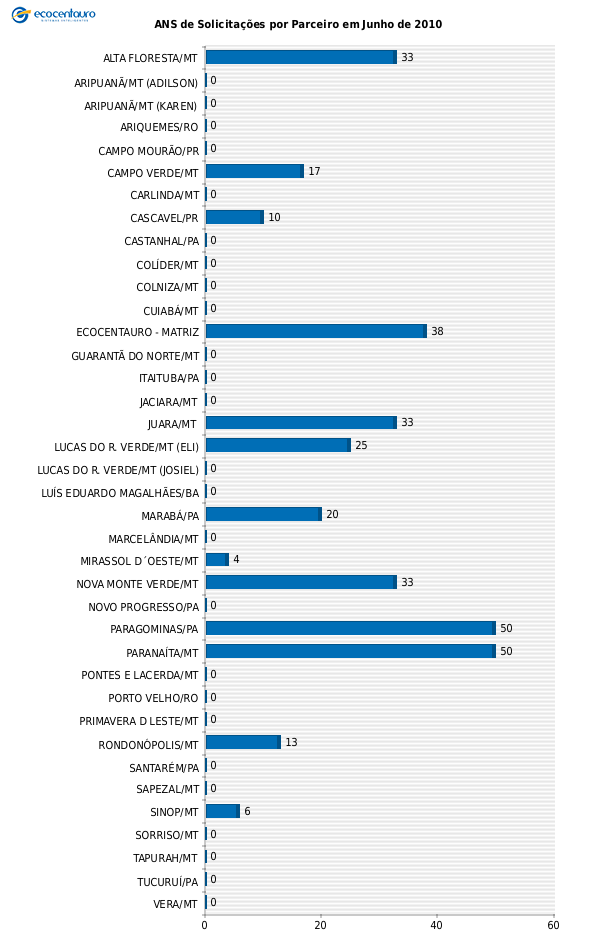 ecocentauro
ANS de Solicitações por Parceiro em Junho de 2010
ALTA FLORESTA/MT 33
ARIPUANÃ/MT (ADILSON) 0
ARIPUANÃ/MT (KAREN) 0
ARIQUEMES/RO 0
CAMPO MOURÃO/PR 0
CAMPO VERDE/MT 17
CARLINDA/MT 0
CASCAVEL/PR 10
CASTANHAL/PA 0
COLÍDER/MT 0
COLNIZA/MT 0
CUIABÁ/MT 0
ECOCENTAURO - MATRIZ 38
GUARANTÃ DO NORTE/MT 0
ITAITUBA/PA 0
JACIARA/MT 0
JUARA/MT 33
LUCAS DO R. VERDE/MT (ELI) 25
LUCAS DO R. VERDE/MT (JOSIEL) 0
LUÍS EDUARDO MAGALHÃES/BA 0
MARABÁ/PA 20
MARCELÂNDIA/MT 0
MIRASSOL D´OESTE/MT 4
NOVA MONTE VERDE/MT 33
NOVO PROGRESSO/PA 0
PARAGOMINAS/PA 50
PARANAÍTA/MT 50
PONTES E LACERDA/MT 0
PORTO VELHO/RO 0
PRIMAVERA D LESTE/MT 0
RONDONÓPOLIS/MT 13
SANTARÉM/PA 0
SAPEZAL/MT 0
SINOP/MT 6
SORRISO/MT 0
TAPURAH/MT 0
TUCURUÍ/PA 0
VERA/MT 0
0 20 40 60